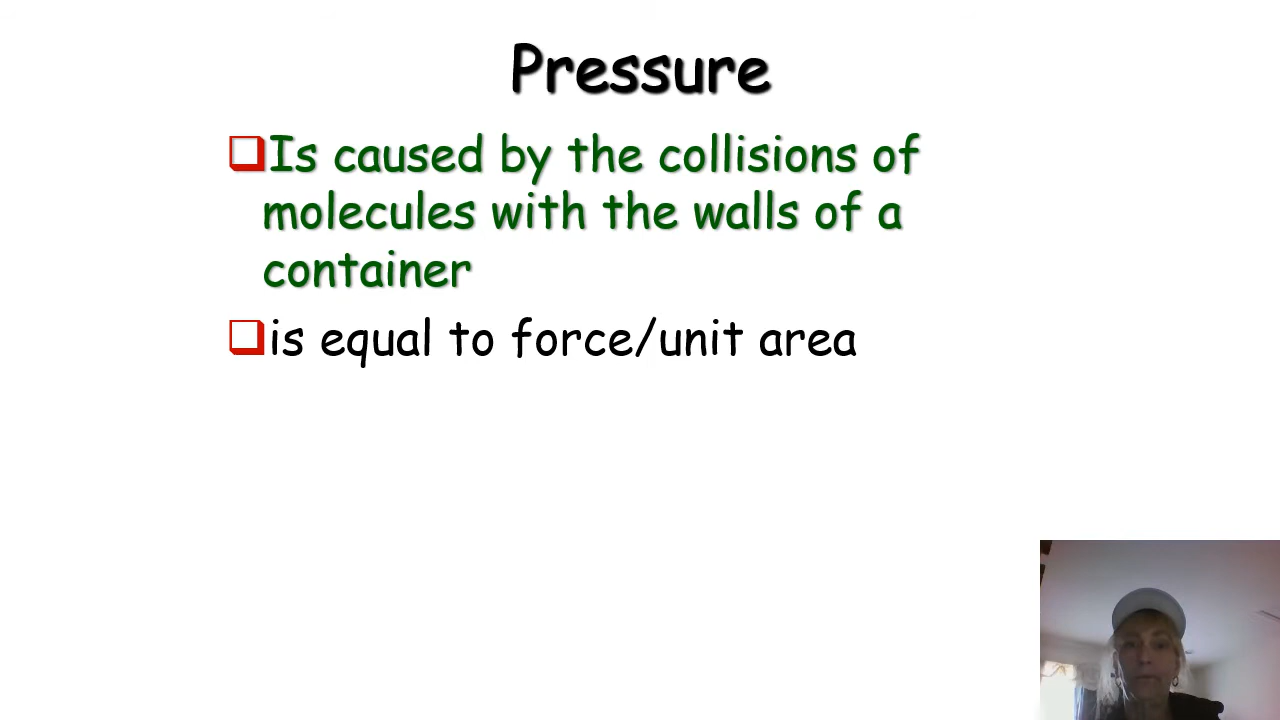 Pressure
Is caused by the collisions of
molecules with the walls of a
container
is equal to force/unit area